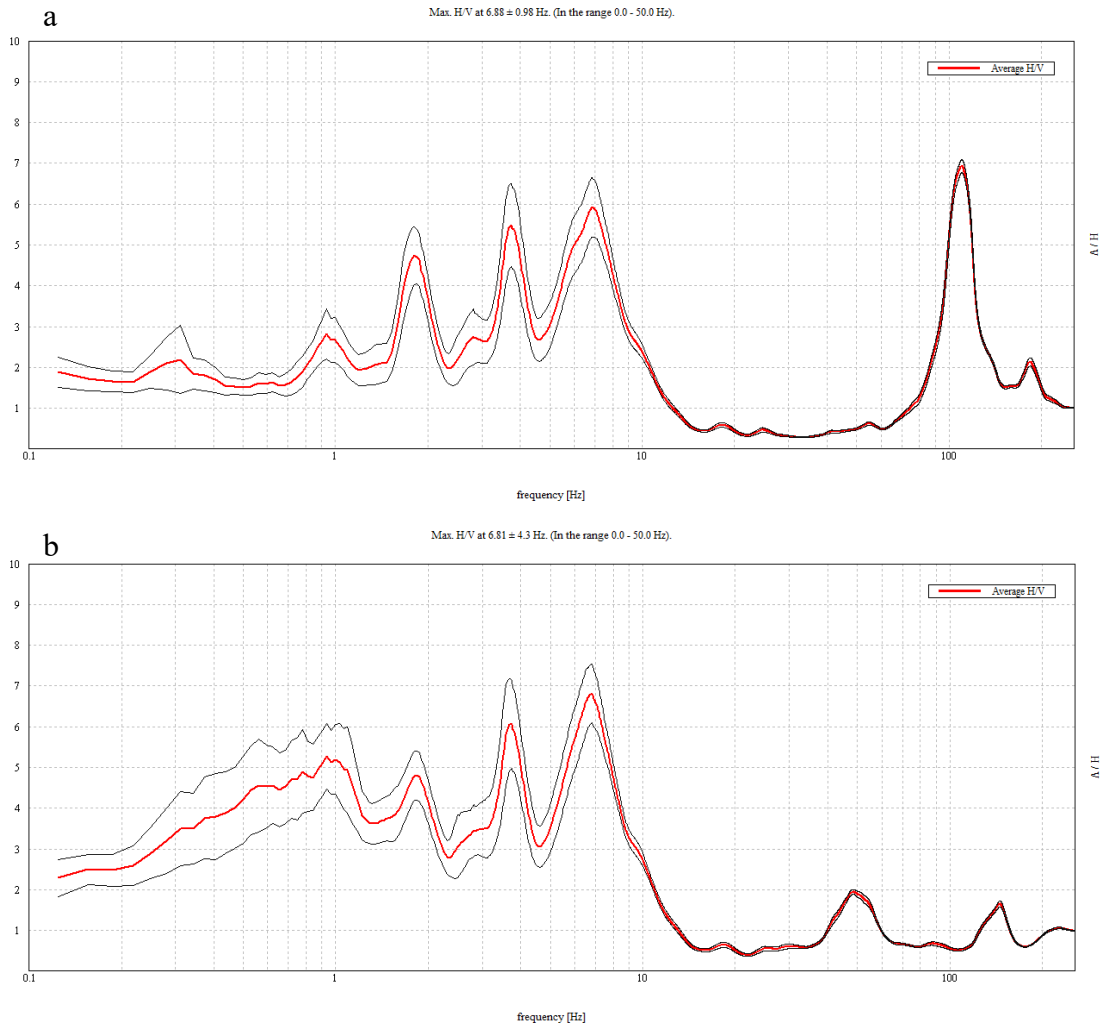 a
Max. H/V at 6.88 ± 0.98 Hz. (In the range 0.0 - 50.0 Hz).
10
9
8
7
6
5
4
3
2
1
0.1
1
10
100
Average H/V
H / V
frequency [Hz]
b
Max. H/V at 6.81 ± 4.3 Hz. (In the range 0.0 - 50.0 Hz).
10
9
8
7
6
5
4
3
2
1
0.1
1
10
100
Average H/V
H / V
frequency [Hz]